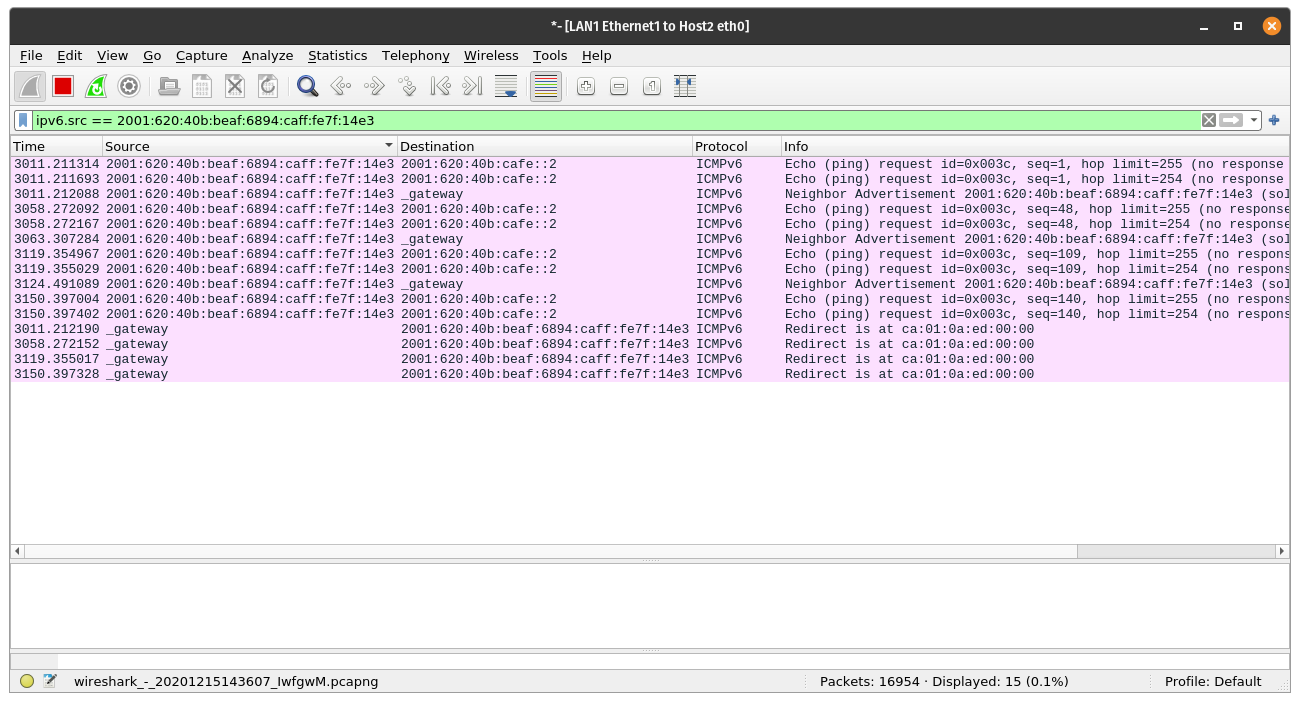 *- [LAN1 Ethernet1 to Host2 eth0]
File Edit View Go Capture Analyze Statistics Telephony Wireless Tools Help
ipv6.src == 2001:620:40b:beaf:6894:caff:fe7f:14e3
Time Source Destination Protocol Info
3011.211314 2001:620:40b:beaf:6894:caff:fe7f:14e3 2001:620:40b:cafe::2 ICMPv6 Echo (ping) request id=0x003c, seq=1, hop limit=255 (no response
3011.211693 2001:620:40b:beaf:6894:caff:fe7f:14e3 2001:620:40b:cafe::2 ICMPv6 Echo (ping) request id=0x003c, seq=1, hop limit=254 (no response
3011.212088 2001:620:40b:beaf:6894:caff:fe7f:14e3 _gateway ICMPv6 Neighbor Advertisement 2001:620:40b:beaf:6894:caff:fe7f:14e3 (sol
3058.272092 2001:620:40b:beaf:6894:caff:fe7f:14e3 2001:620:40b:cafe::2 ICMPv6 Echo (ping) request id=0x003c, seq=48, hop limit=255 (no response
3058.272167 2001:620:40b:beaf:6894:caff:fe7f:14e3 2001:620:40b:cafe::2 ICMPv6 Echo (ping) request id=0x003c, seq=48, hop limit=254 (no response
3063.307284 2001:620:40b:beaf:6894:caff:fe7f:14e3 _gateway ICMPv6 Neighbor Advertisement 2001:620:40b:beaf:6894:caff:fe7f:14e3 (sol
3119.354967 2001:620:40b:beaf:6894:caff:fe7f:14e3 2001:620:40b:cafe::2 ICMPv6 Echo (ping) request id=0x003c, seq=109, hop limit=255 (no respons
3119.355029 2001:620:40b:beaf:6894:caff:fe7f:14e3 2001:620:40b:cafe::2 ICMPv6 Echo (ping) request id=0x003c, seq=109, hop limit=254 (no respons
3124.491089 2001:620:40b:beaf:6894:caff:fe7f:14e3 _gateway ICMPv6 Neighbor Advertisement 2001:620:40b:beaf:6894:caff:fe7f:14e3 (sol
3150.397004 2001:620:40b:beaf:6894:caff:fe7f:14e3 2001:620:40b:cafe::2 ICMPv6 Echo (ping) request id=0x003c, seq=140, hop limit=255 (no respons
3150.397402 2001:620:40b:beaf:6894:caff:fe7f:14e3 2001:620:40b:cafe::2 ICMPv6 Echo (ping) request id=0x003c, seq=140, hop limit=254 (no respons
3011.212190 _gateway 2001:620:40b:beaf:6894:caff:fe7f:14e3 ICMPv6 Redirect is at ca:01:0a:ed:00:00
3058.272152 _gateway 2001:620:40b:beaf:6894:caff:fe7f:14e3 ICMPv6 Redirect is at ca:01:0a:ed:00:00
3119.355017 _gateway 2001:620:40b:beaf:6894:caff:fe7f:14e3 ICMPv6 Redirect is at ca:01:0a:ed:00:00
3150.397328 _gateway 2001:620:40b:beaf:6894:caff:fe7f:14e3 ICMPv6 Redirect is at ca:01:0a:ed:00:00
wireshark_-_20201215143607_IwfgwM.pcapng Packets: 16954 · Displayed: 15 (0.1%) Profile: Default